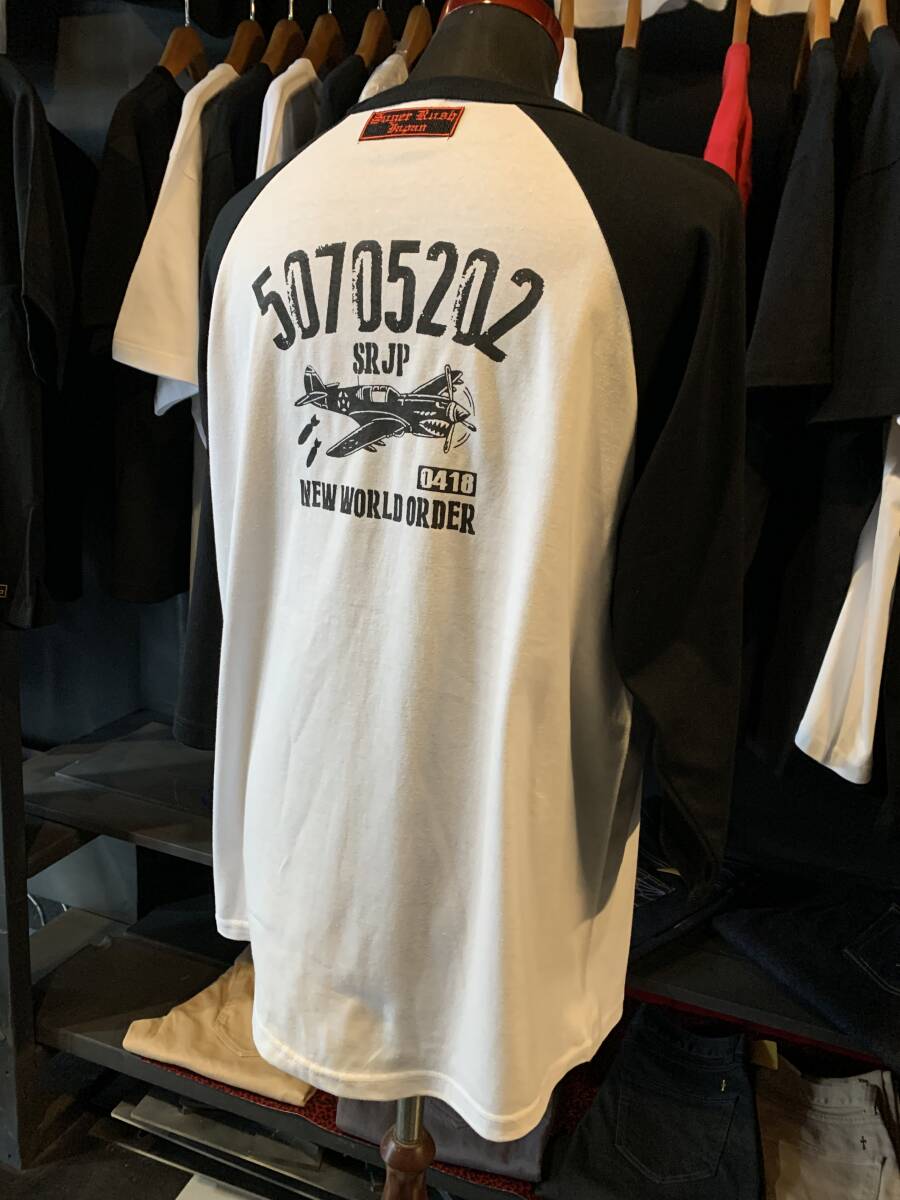 Super Rush
Japan
50705202
SRJP
0418
NEW WORLD ORDER